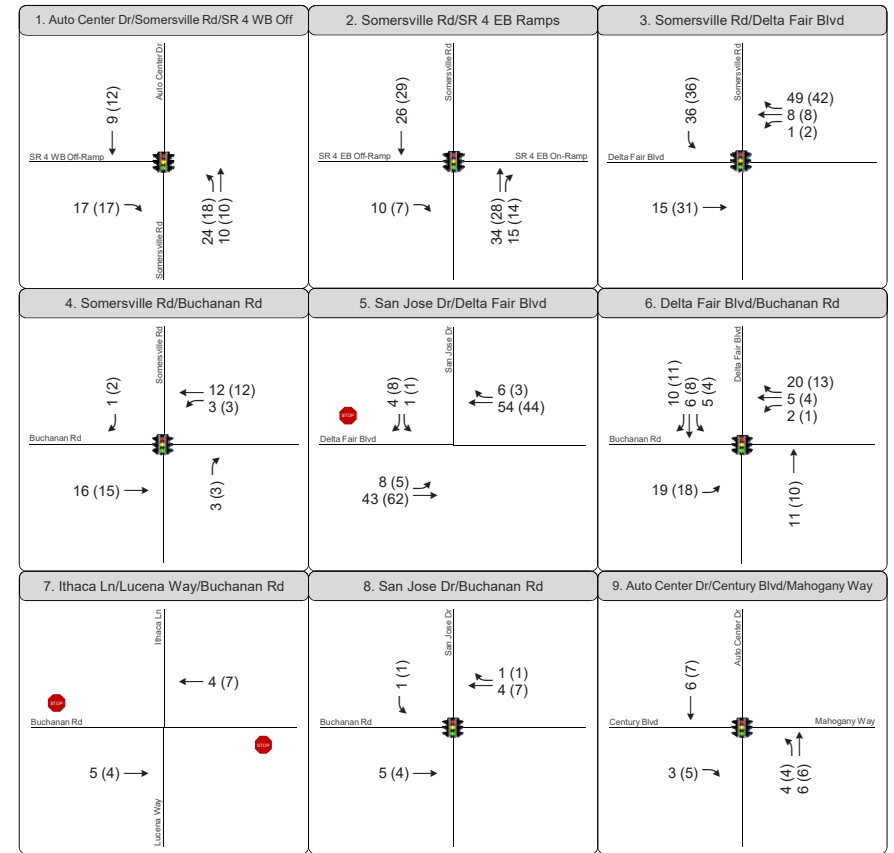 1. Auto Center Dr/Somersville Rd/SR 4 WB Off
Auto Center Dr
9 (12)
SR 4 WB Off-Ramp
17 (17)
24 (18)
10 (10)
Somersville Rd
2. Somersville Rd/SR 4 EB Ramps
Somersville Rd
26 (29)
SR 4 EB Off-Ramp
SR 4 EB On-Ramp
10 (7)
34 (28)
15 (14)
3. Somersville Rd/Delta Fair Blvd
Somersville Rd
36 (36)
49 (42)
8 (8)
1 (2)
Delta Fair Blvd
15 (31)
4. Somersville Rd/Buchanan Rd
Somersville Rd
1 (2)
12 (12)
3 (3)
Buchanan Rd
16 (15)
3 (3)
5. San Jose Dr/Delta Fair Blvd
San Jose Dr
4 (8)
1 (1)
6 (3)
54 (44)
STOP
Delta Fair Blvd
8 (5)
43 (62)
6. Delta Fair Blvd/Buchanan Rd
Delta Fair Blvd
10 (11)
6 (8)
5 (4)
20 (13)
5 (4)
2 (1)
Buchanan Rd
19 (18)
11 (10)
7. Ithaca Ln/Lucena Way/Buchanan Rd
Ithaca Ln
4 (7)
STOP
Buchanan Rd
STOP
5 (4)
Lucena Way
8. San Jose Dr/Buchanan Rd
San Jose Dr
1 (1)
1 (1)
4 (7)
Buchanan Rd
5 (4)
9. Auto Center Dr/Century Blvd/Mahogany Way
Auto Center Dr
6 (7)
Century Blvd
Mahogany Way
3 (5)
4 (4)
6 (6)